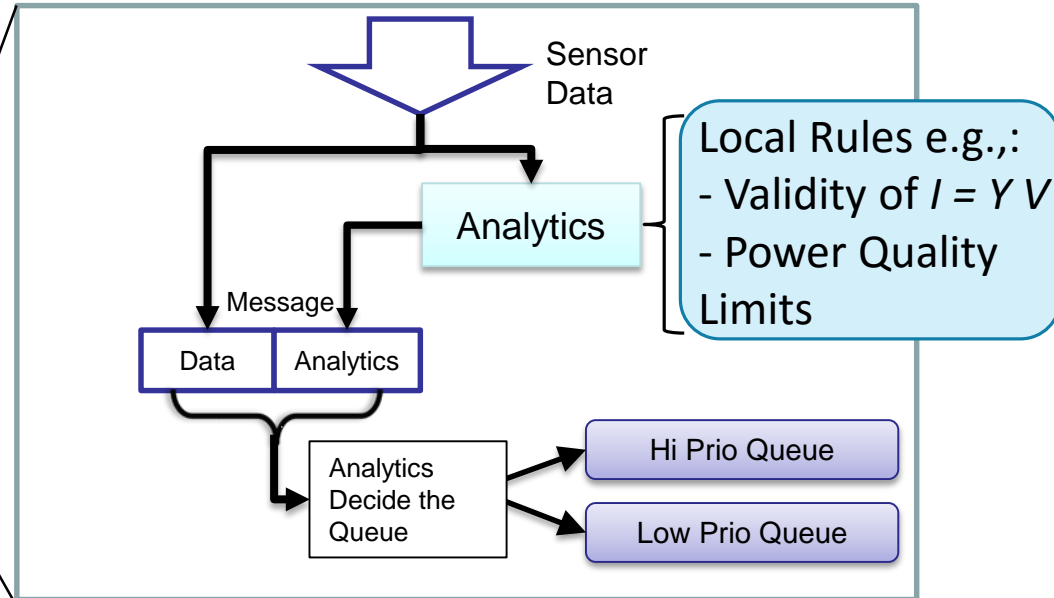 Sensor
Data
Local Rules e.g.,:
- Validity of I = Y V
- Power Quality
Limits
Analytics
Message
Data
Analytics
Analytics
Decide the
Queue
Hi Prio Queue
Low Prio Queue